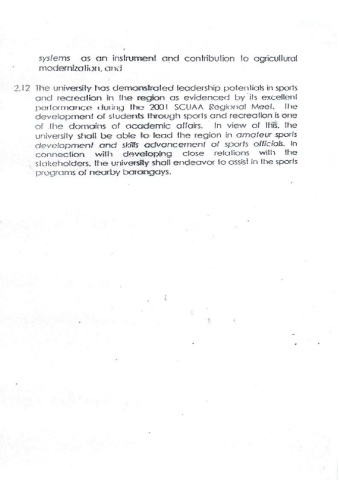 systems as an instrument and contribution to agricultural
modernization, and
2.12 The university has demonstrated leadership potentials in sports
and recreation in the region as evidenced by its excellent
performance during the 2001 SCUAA Regional Meet. The
development of students through sports and recreation is one
of the domains of academic affairs. In view of this, the
university shall be able to lead the region in amateur sports
development and skills advancement of sports officials. In
connection with developing close relations with the
stakeholders, the university shall endeavor to assist in the sports
programs of nearby barangays.